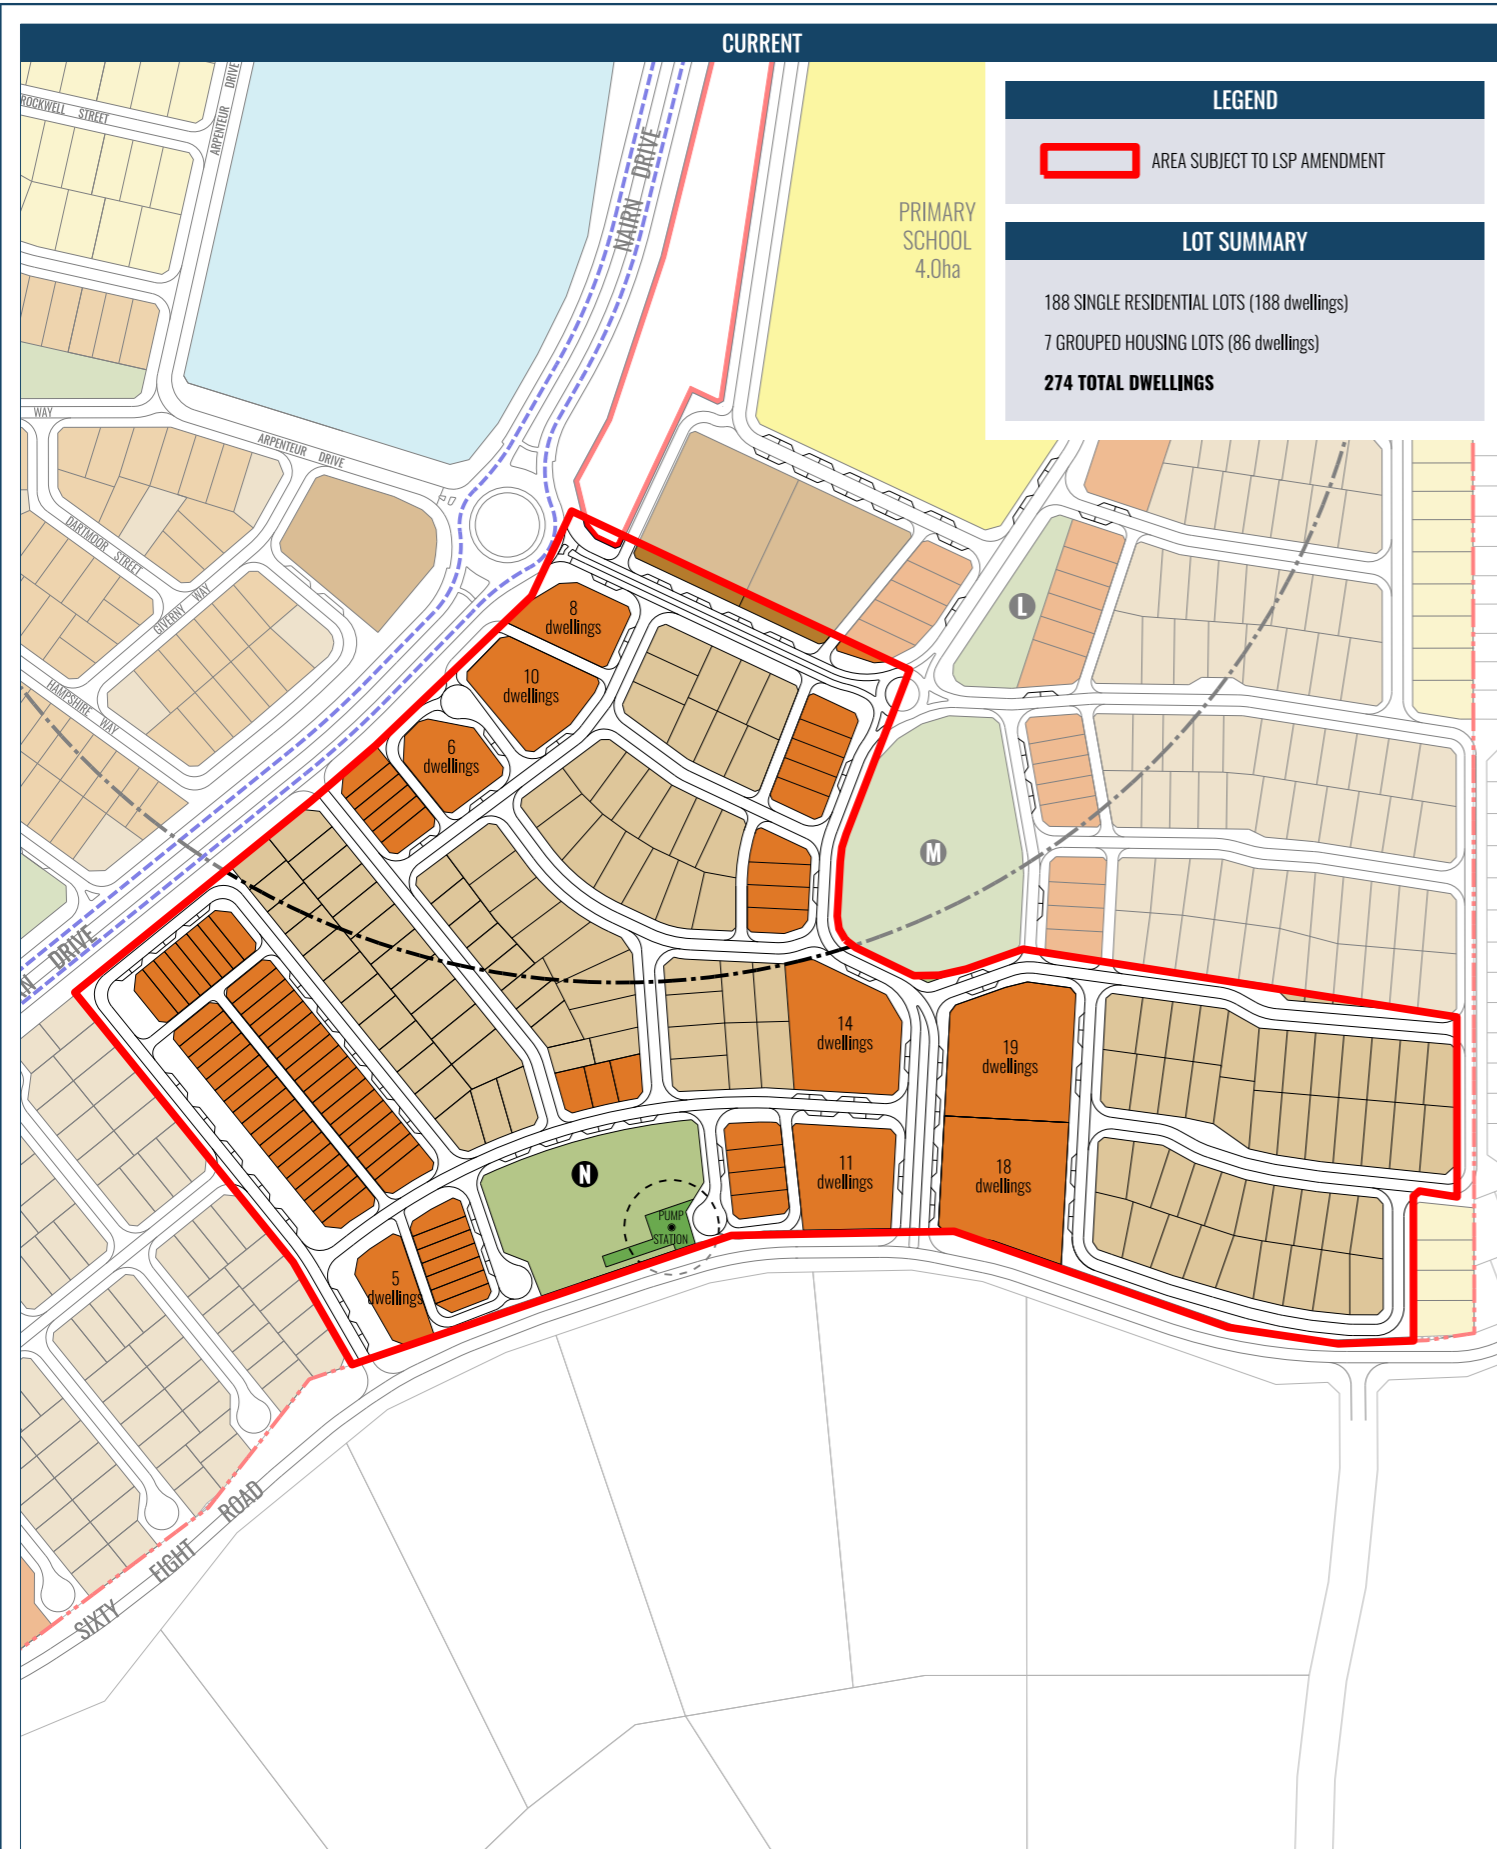 CURRENT
LEGEND
AREA SUBJECT TO LSP AMENDMENT
LOT SUMMARY
188 SINGLE RESIDENTIAL LOTS (188 dwellings)
7 GROUPED HOUSING LOTS (86 dwellings)
274 TOTAL DWELLINGS
ROCKWELL STREET
ARPENTEUR DRIVE
NAIRN DRIVE
PRIMARY
SCHOOL
4.0ha
WAY
ARPENTEUR DRIVE
DARTMOOR STREET
GIVERNY WAY
HAMPSHIRE WAY
L
8
dwellings
10
dwellings
6
dwellings
M
RN DRIVE
14
dwellings
19
dwellings
N
11
dwellings
18
dwellings
PUMP
STATION
5
dwellings
SIXTY EIGHT ROAD